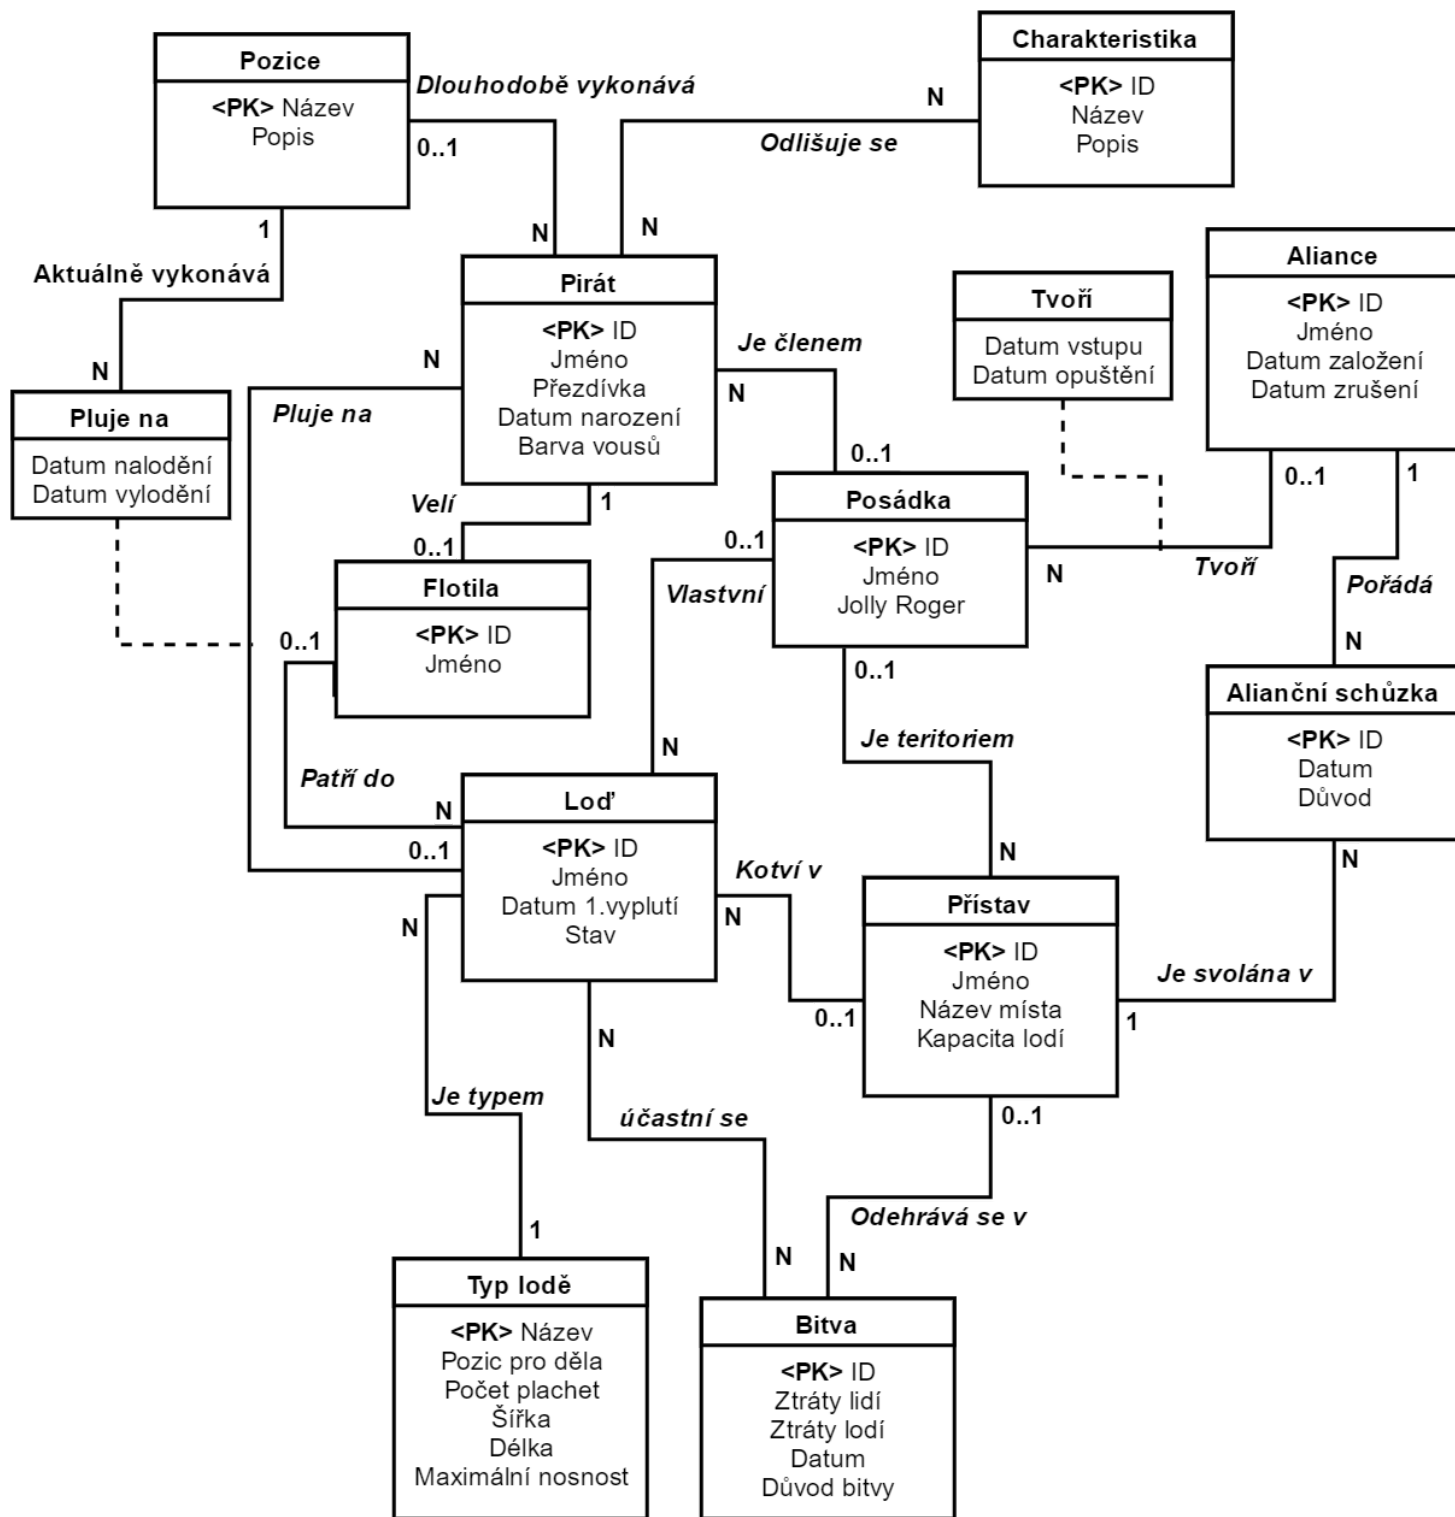 Pozice
<PK> Název
Popis
Dlouhodobě vykonává
0..1
N
1
Aktuálně vykonává
N
Charakteristika
<PK> ID
Název
Popis
N
Odlišuje se
N
Pirát
<PK> ID
Jméno
Přezdívka
Datum narození
Barva vousů
Aliance
<PK> ID
Jméno
Datum založení
Datum zrušení
Tvoří
Datum vstupu
Datum opuštění
Je členem
N
0..1
N
Pluje na
Pluje na
Datum nalodění
Datum vylodění
Velí
1
0..1
Flotila
<PK> ID
Jméno
0..1
Posádka
<PK> ID
Jméno
Jolly Roger
0..1
Vlastvní
N
0..1
1
N
Tvoří
Pořádá
N
Alianční schůzka
<PK> ID
Datum
Důvod
N
0..1
Je teritoriem
N
Patří do
N
0..1
Loď
<PK> ID
Jméno
Datum 1.vyplutí
Stav
Kotví v
N
0..1
Přístav
<PK> ID
Jméno
Název místa
Kapacita lodí
Je svolána v
1
N
Je typem
1
N
účastní se
N
0..1
Odehrává se v
N
Typ lodě
<PK> Název
Pozic pro děla
Počet plachet
Šířka
Délka
Maximální nosnost
Bitva
<PK> ID
Ztráty lidí
Ztráty lodí
Datum
Důvod bitvy